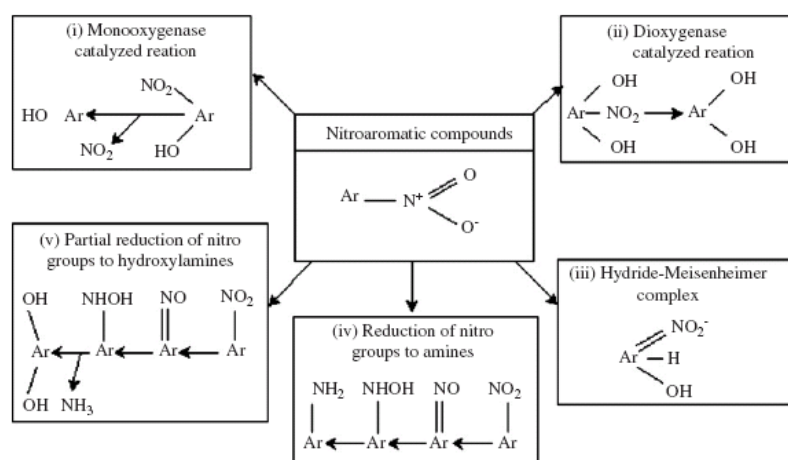 (i) Monooxygenase
catalyzed reation
NO2
HO Ar Ar
NO2 HO
(ii) Dioxygenase
catalyzed reation
OH OH
Ar NO2 Ar
OH OH
Nitroaromatic compounds
O
Ar N+
O-
(v) Partial reduction of nitro
groups to hydroxylamines
OH NHOH NO NO2
Ar Ar Ar Ar
OH NH3
(iv) Reduction of nitro
groups to amines
NH2 NHOH NO NO2
Ar Ar Ar Ar
(iii) Hydride-Meisenheimer
complex
NO2-
Ar H
OH